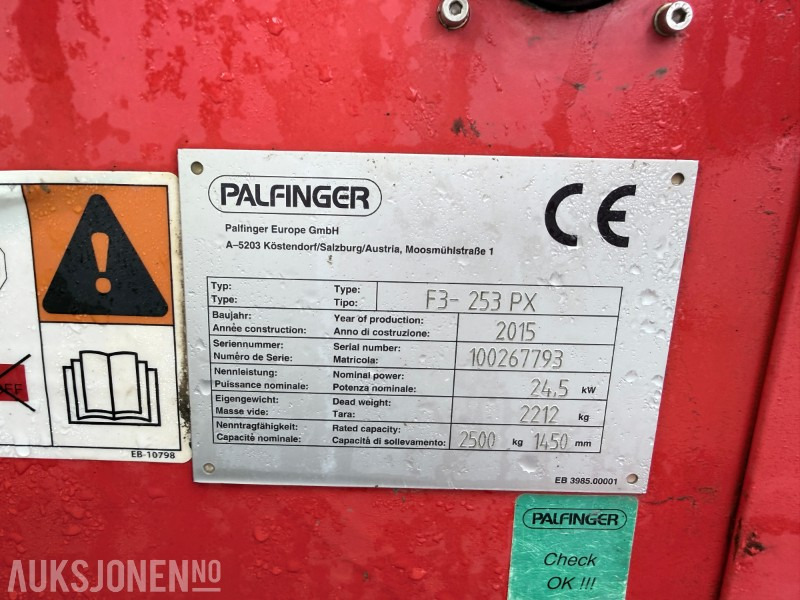 PALFINGER
CE
Palfinger Europe GmbH
A-5203 Köstendorf/Salzburg/Austria, Moosmühlstraße 1
Typ: Type: F3- 253 PX
Type: Tipo:
Baujahr: Year of production: 2015
Année construction: Anno di costruzione:
Seriennummer: Serial number: 100267793
Numéro de Serie: Matricola:
Nennleistung: Nominal power: 24,5 kW
Puissance nominale: Potenza nominale:
Eigengewicht: Dead weight: 2212 kg
Masse vide: Tara:
Nenntragfähigkeit: Rated capacity: 2500 kg 1450 mm
Capacité nominale: Capacità di sollevamento:
EB 3985.00001
EB-10798
PALFINGER
Check
OK !!!
AUKSJONEN.NO